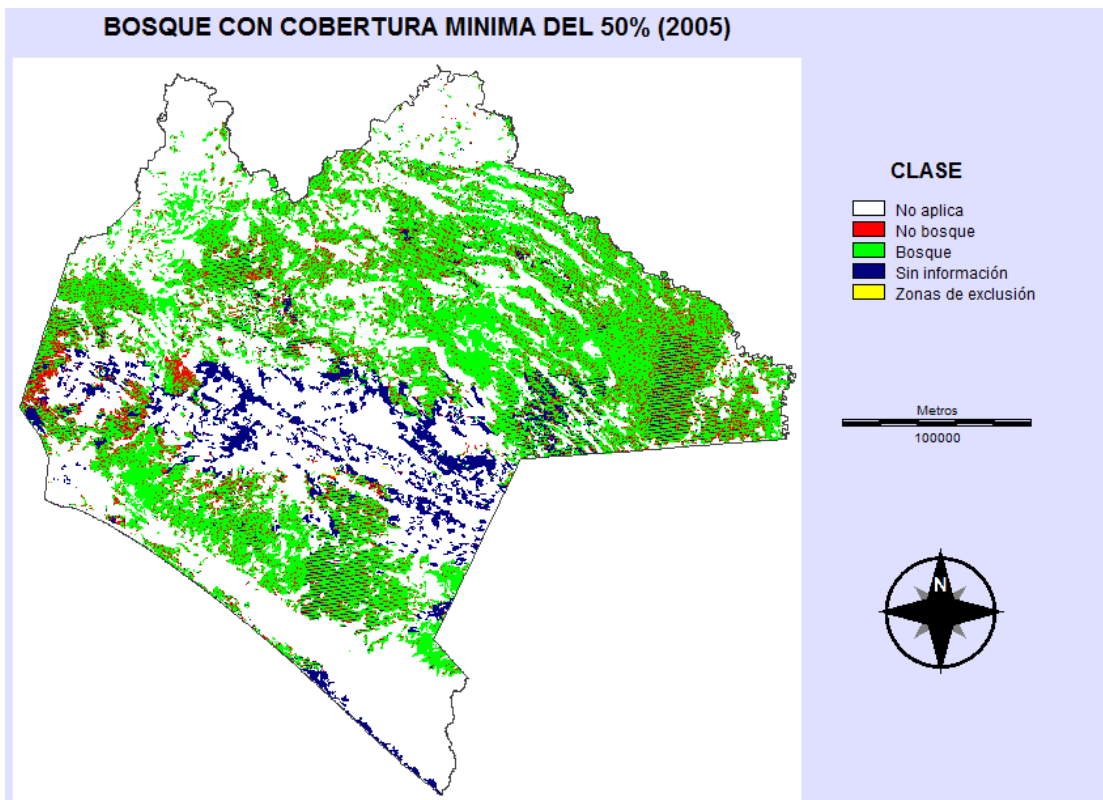 BOSQUE CON COBERTURA MINIMA DEL 50% (2005)
CLASE
No aplica
No bosque
Bosque
Sin información
Zonas de exclusión
Metros
100000
N